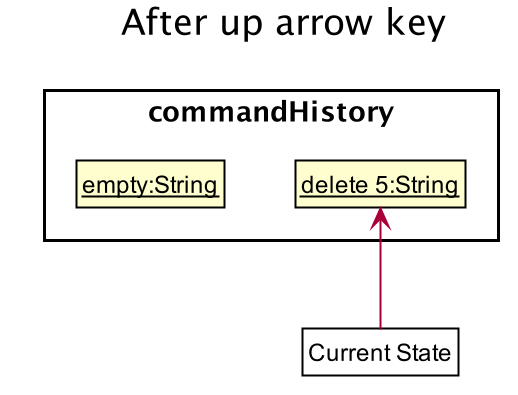 After up arrow key
commandHistory
empty:String
delete 5:String
Current State